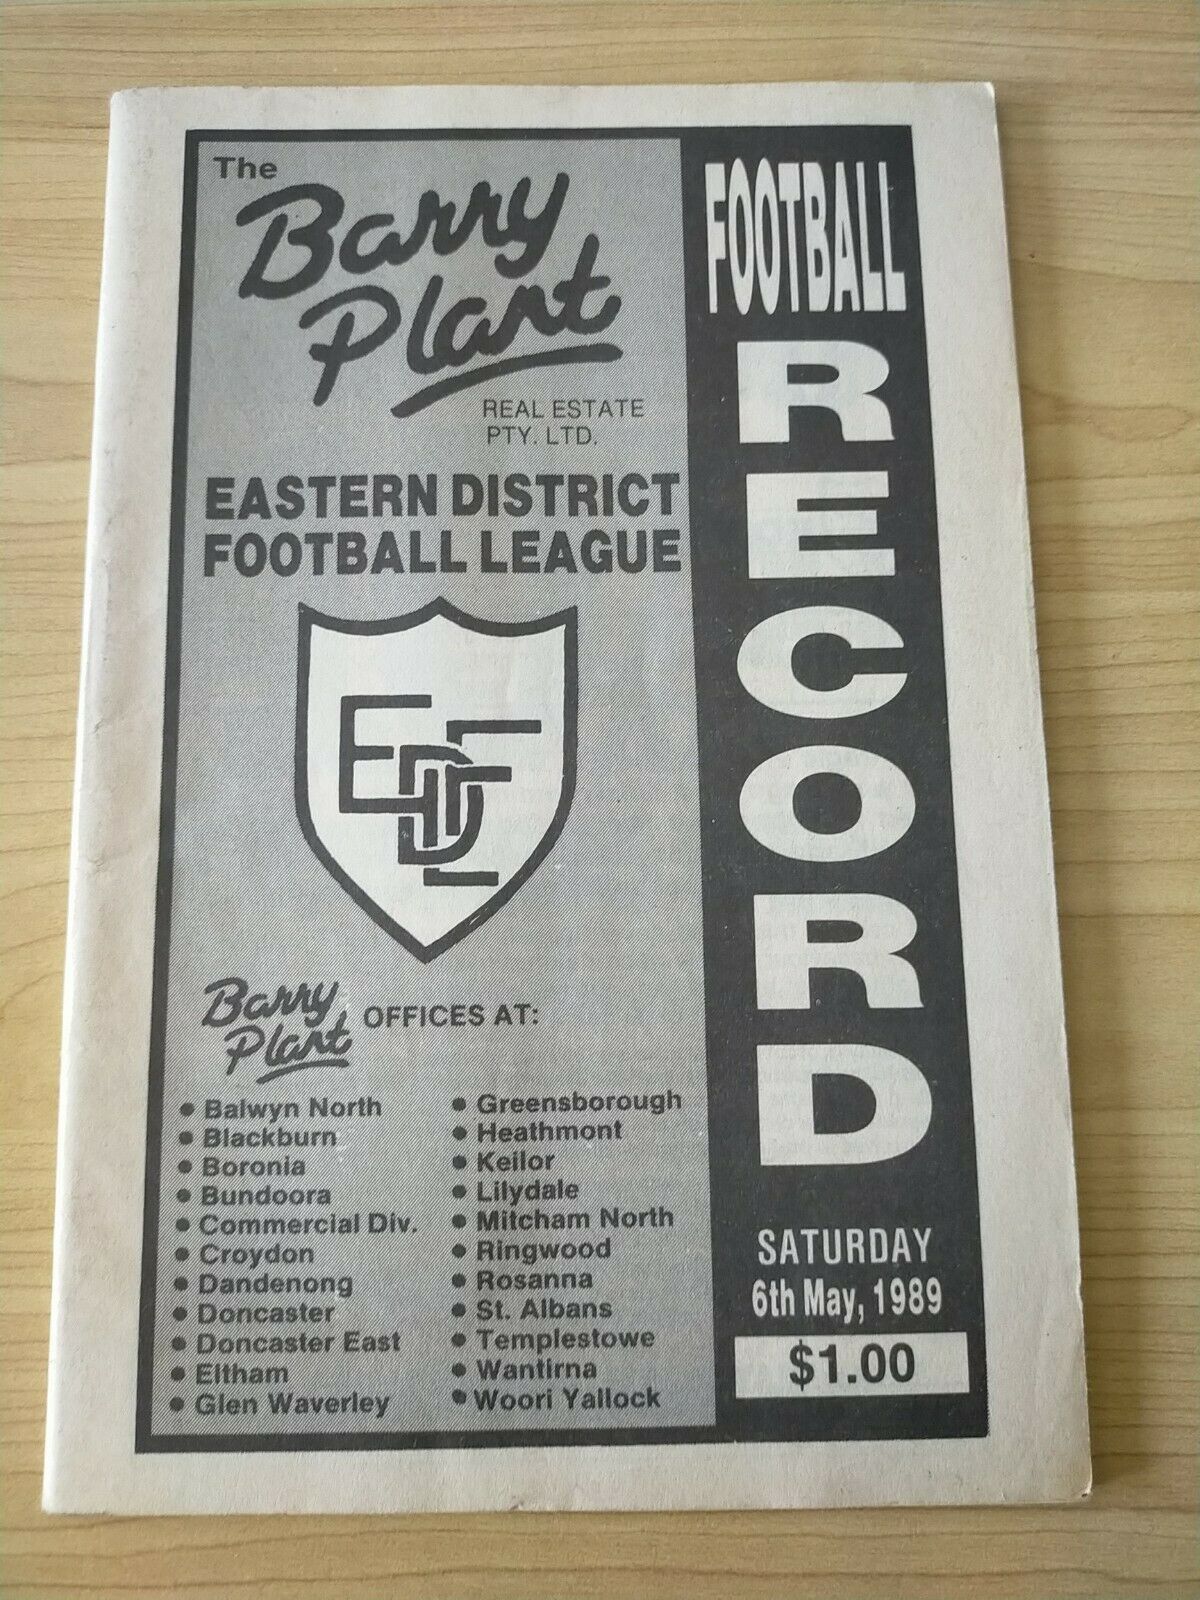 The
Barry
Plant
REAL ESTATE
PTY. LTD.
EASTERN DISTRICT
FOOTBALL LEAGUE
EDFL
Barry
Plant
OFFICES AT:
• Balwyn North
• Blackburn
• Boronia
• Bundoora
• Commercial Div.
• Croydon
• Dandenong
• Doncaster
• Doncaster East
• Eltham
• Glen Waverley
• Greensborough
• Heathmont
• Keilor
• Lilydale
• Mitcham North
• Ringwood
• Rosanna
• St. Albans
• Templestowe
• Wantirna
• Woori Yallock
FOOTBALL
RECORD
SATURDAY
6th May, 1989
$1.00